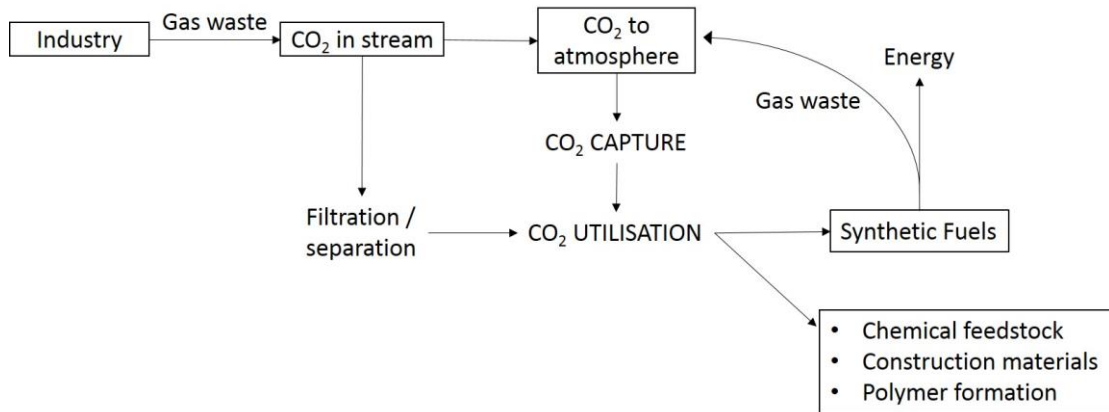 Industry
Gas waste
CO₂ in stream
CO₂ to
atmosphere
Energy
Gas waste
CO₂ CAPTURE
Filtration /
separation
CO₂ UTILISATION
Synthetic Fuels
• Chemical feedstock
• Construction materials
• Polymer formation